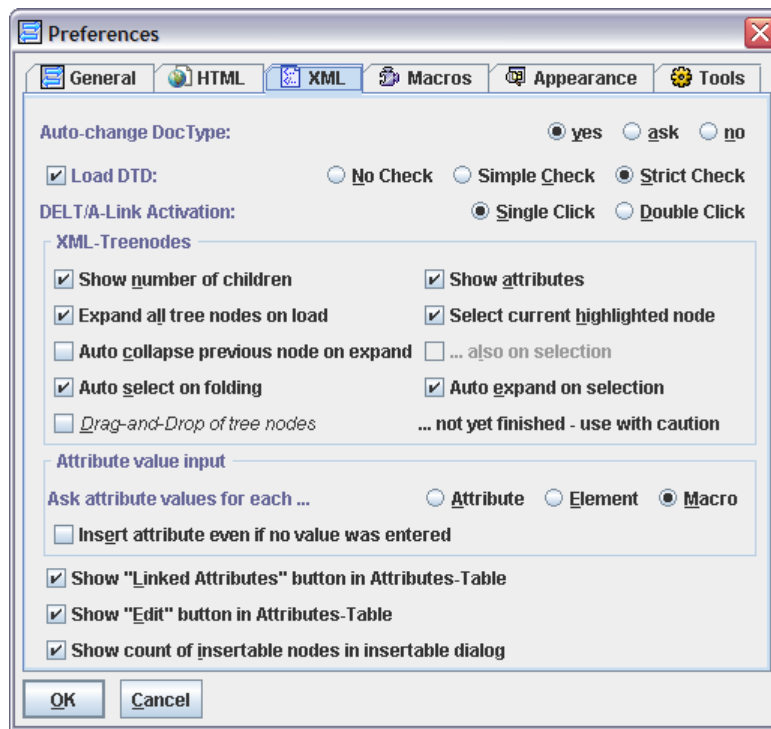 Preferences
General HTML XML Macros Appearance Tools
Auto-change DocType: yes ask no
Load DTD: No Check Simple Check Strict Check
DELT/A-Link Activation: Single Click Double Click
XML-Treenodes
Show number of children Show attributes
Expand all tree nodes on load Select current highlighted node
Auto collapse previous node on expand ... also on selection
Auto select on folding Auto expand on selection
Drag-and-Drop of tree nodes ... not yet finished - use with caution
Attribute value input
Ask attribute values for each ... Attribute Element Macro
Insert attribute even if no value was entered
Show "Linked Attributes" button in Attributes-Table
Show "Edit" button in Attributes-Table
Show count of insertable nodes in insertable dialog
OK Cancel